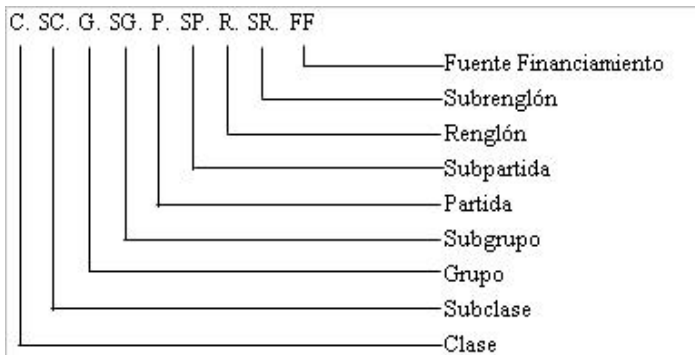 C. SC. G. SG. P. SP. R. SR. FF
Fuente Financiamiento
Subrenglón
Renglón
Subpartida
Partida
Subgrupo
Grupo
Subclase
Clase